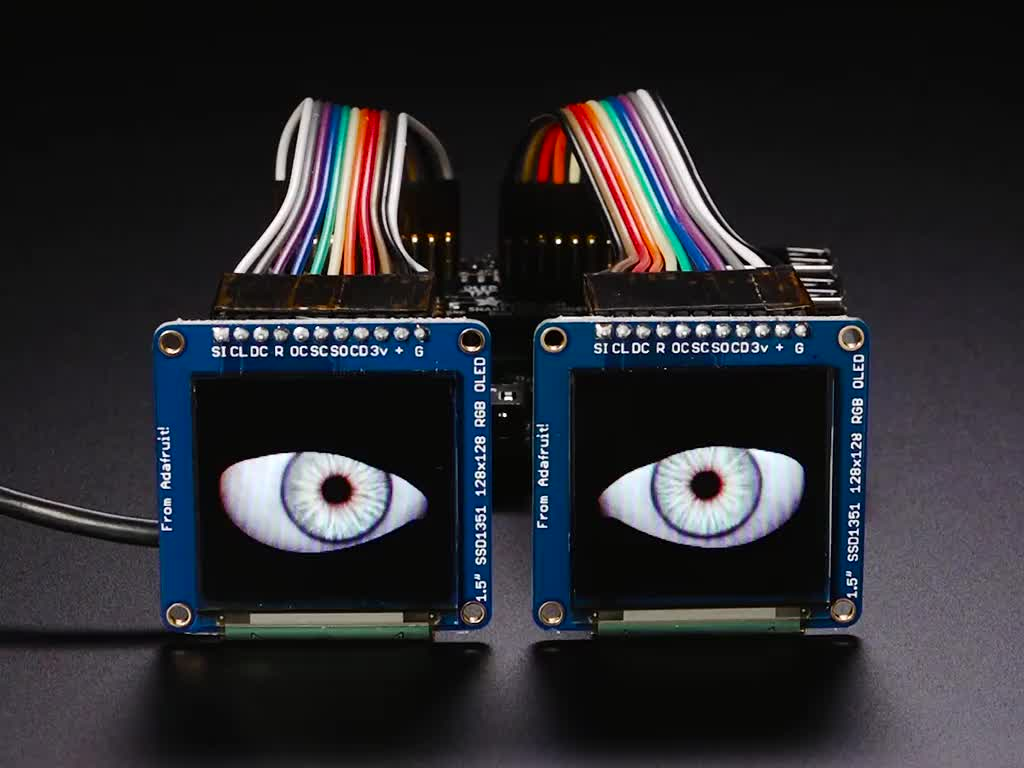 SI CL DC R OC SC SO CD 3v + G
From Adafruit!
1.5" SSD1351 128x128 RGB OLED
SI CL DC R OC SC SO CD 3v + G
From Adafruit!
1.5" SSD1351 128x128 RGB OLED